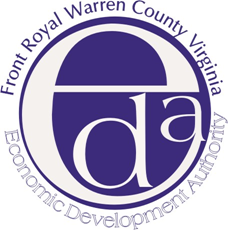 Front Royal Warren County Virginia
eda
Economic Development Authority